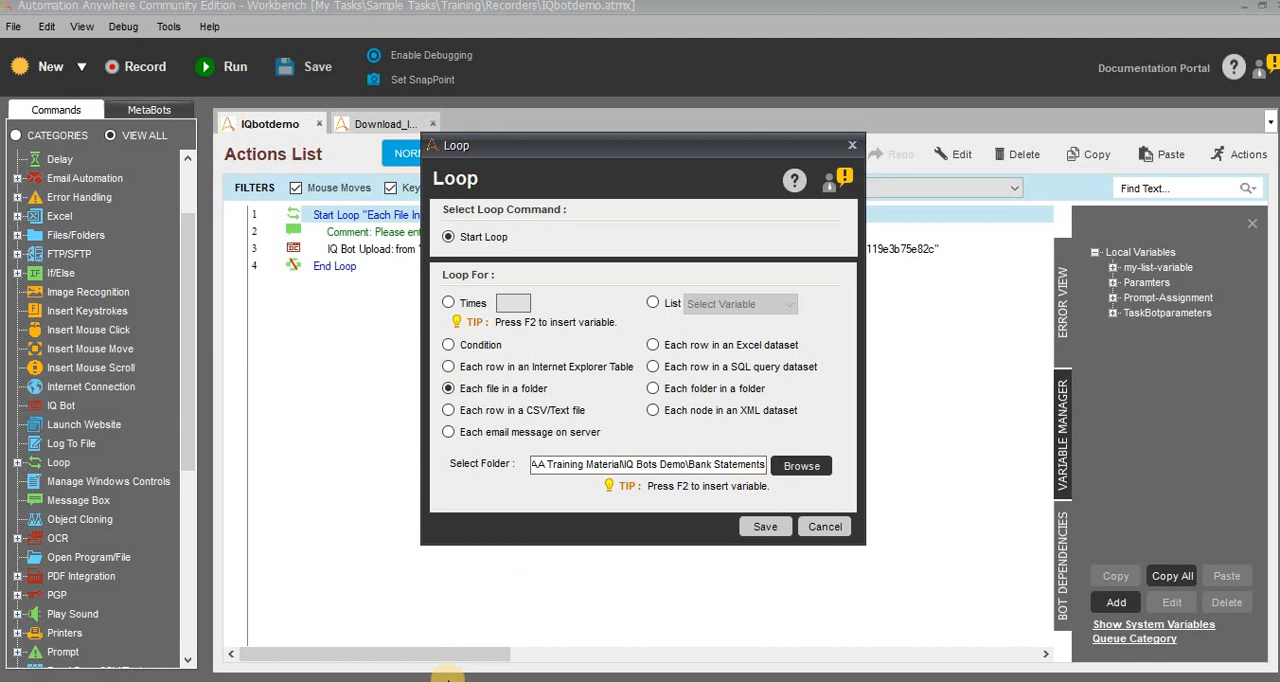 Automation Anywhere Community Edition - Workbench [My Tasks\Sample Tasks\Training\Recorders\IQbotdemo.atmx]
File Edit View Debug Tools Help
New Record Run Save
Enable Debugging
Set SnapPoint
Documentation Portal
Commands MetaBots
CATEGORIES VIEW ALL
Delay
Email Automation
Error Handling
Excel
Files/Folders
FTP/SFTP
If/Else
Image Recognition
Insert Keystrokes
Insert Mouse Click
Insert Mouse Move
Insert Mouse Scroll
Internet Connection
IQ Bot
Launch Website
Log To File
Loop
Manage Windows Controls
Message Box
Object Cloning
OCR
Open Program/File
PDF Integration
PGP
Play Sound
Printers
Prompt
IQbotdemo Download_I...
Actions List
Redo Edit Delete Copy Paste Actions
FILTERS Mouse Moves
Find Text...
1 Start Loop "Each File In
2 Comment: Please
3 IQ Bot Upload: from 119e3b75e82c"
4 End Loop
Loop
Loop
Select Loop Command :
Start Loop
Loop For :
Times
List Select Variable
TIP : Press F2 to insert variable.
Condition
Each row in an Excel dataset
Each row in an Internet Explorer Table
Each row in a SQL query dataset
Each file in a folder
Each folder in a folder
Each row in a CSV/Text file
Each node in an XML dataset
Each email message on server
Select Folder : AA Training Material\IQ Bots Demo\Bank Statements Browse
TIP : Press F2 to insert variable.
Save Cancel
ERROR VIEW
VARIABLE MANAGER
BOT DEPENDENCIES
Local Variables
my-list-variable
Paramters
Prompt-Assignment
TaskBotparameters
Copy Copy All Paste
Add Edit Delete
Show System Variables
Queue Category